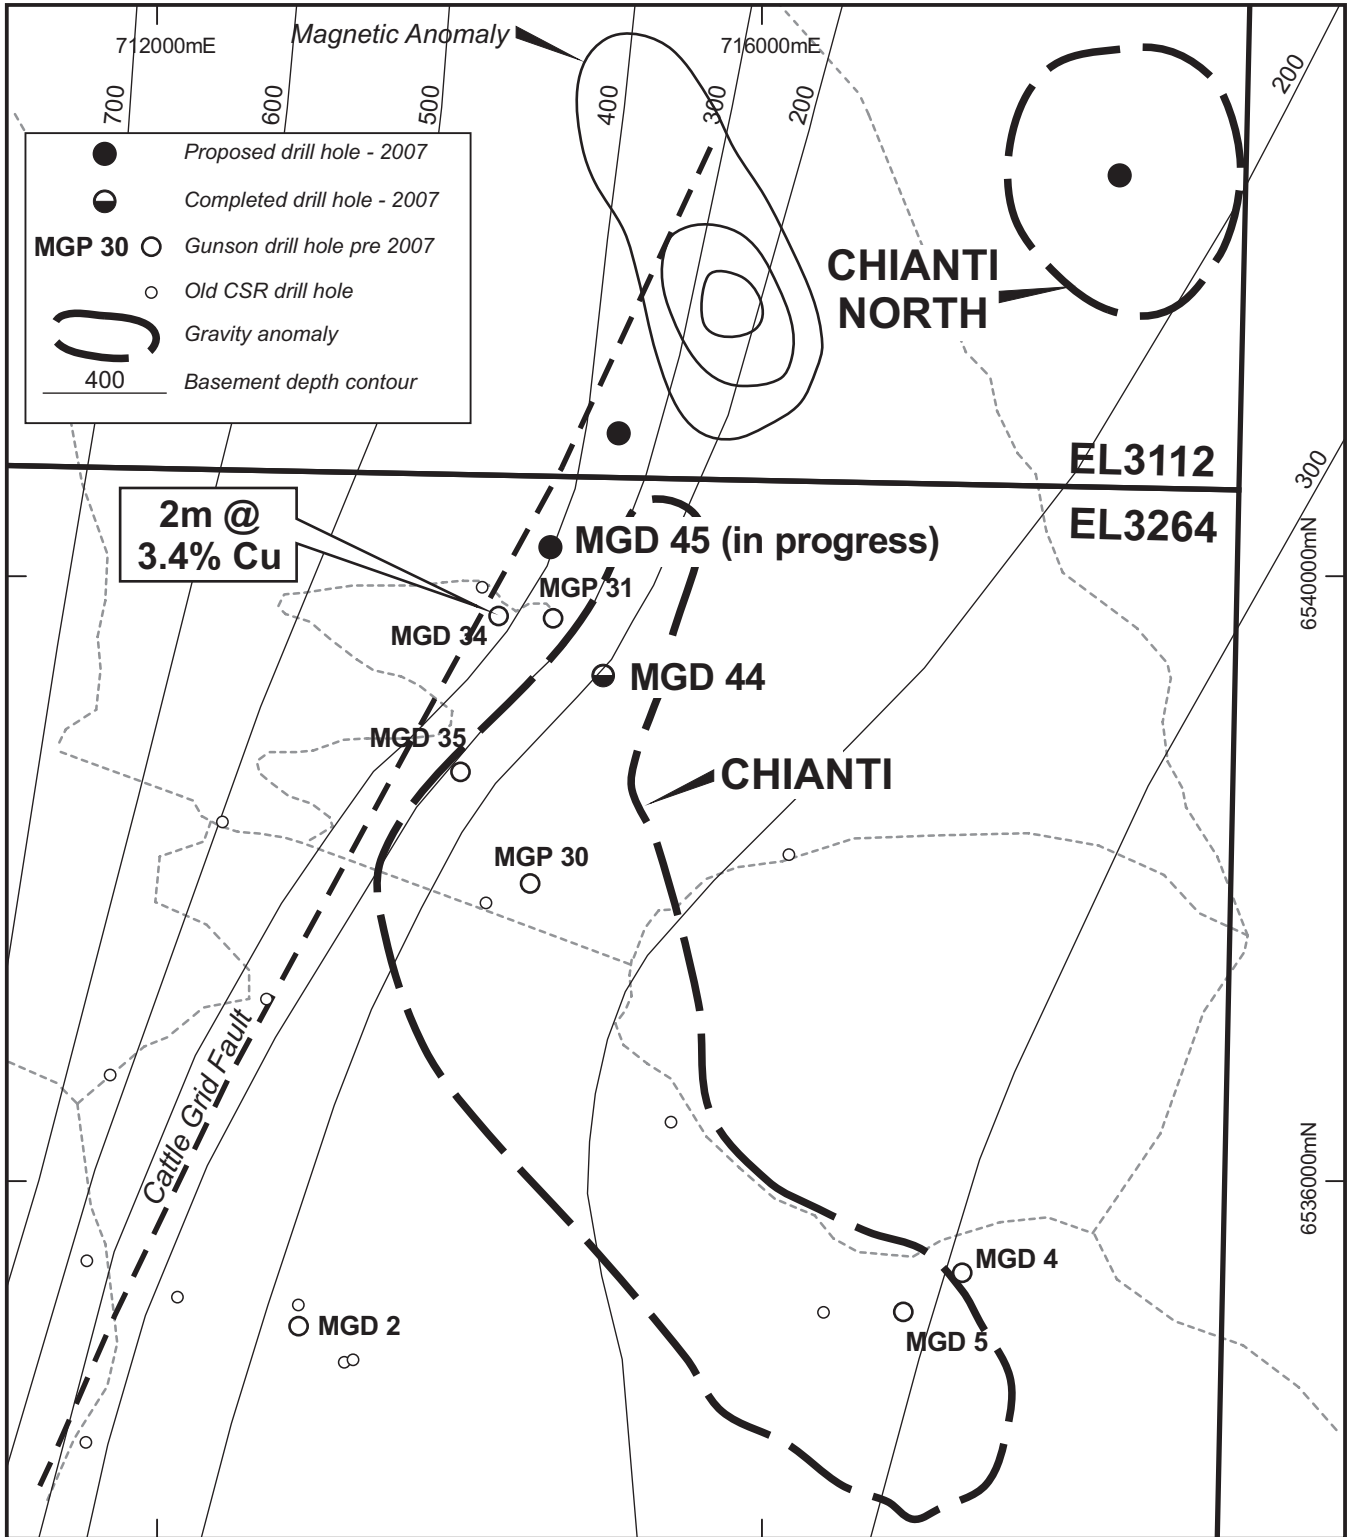 Magnetic Anomaly
712000mE
716000mE
700
600
500
400
300
200
200
Proposed drill hole - 2007
Completed drill hole - 2007
MGP 30
Gunson drill hole pre 2007
Old CSR drill hole
Gravity anomaly
400
Basement depth contour
CHIANTI
NORTH
EL3112
EL3264
300
6540000mN
2m @
3.4% Cu
MGD 45 (in progress)
MGP 31
MGD 34
MGD 44
MGD 35
CHIANTI
MGP 30
Cattle Grid Fault
6536000mN
MGD 4
MGD 5
MGD 2